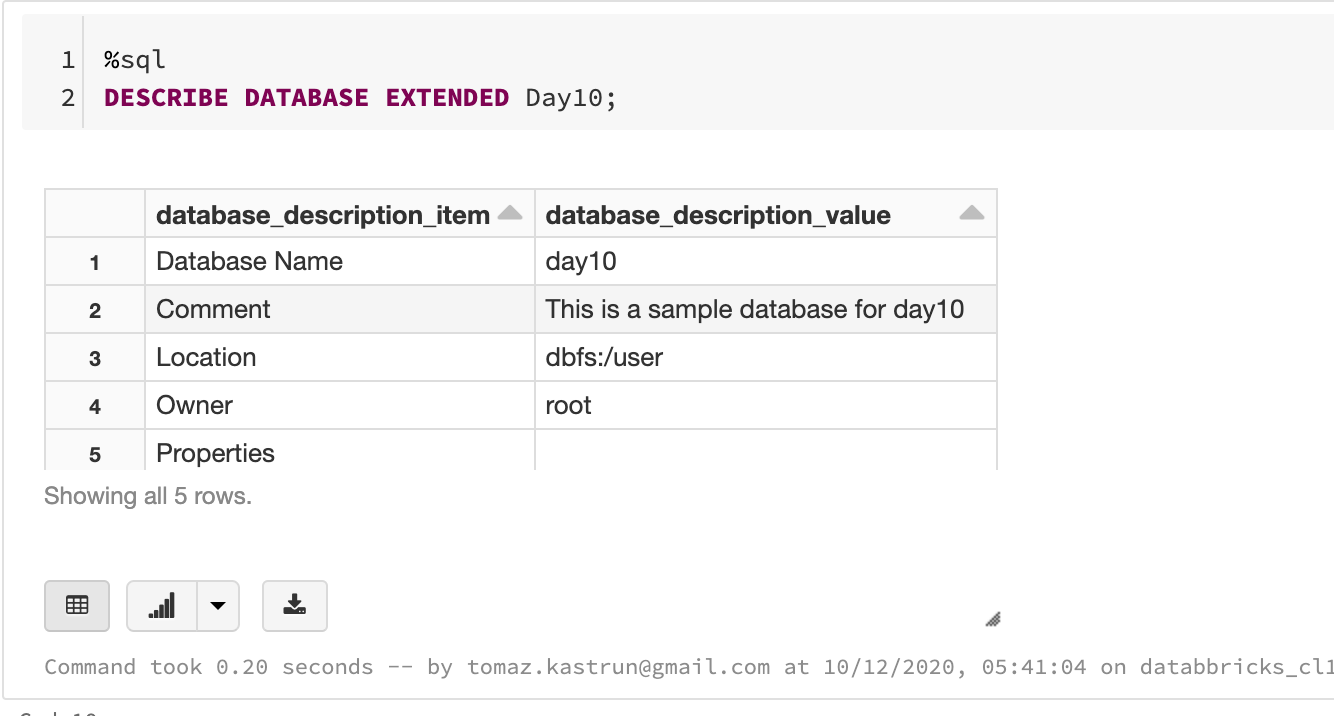 1 %sql
2 DESCRIBE DATABASE EXTENDED Day10;
database_description_item database_description_value
1 Database Name day10
2 Comment This is a sample database for day10
3 Location dbfs:/user
4 Owner root
5 Properties
Showing all 5 rows.
Command took 0.20 seconds -- by tomaz.kastrun@gmail.com at 10/12/2020, 05:41:04 on databbricks_cl1